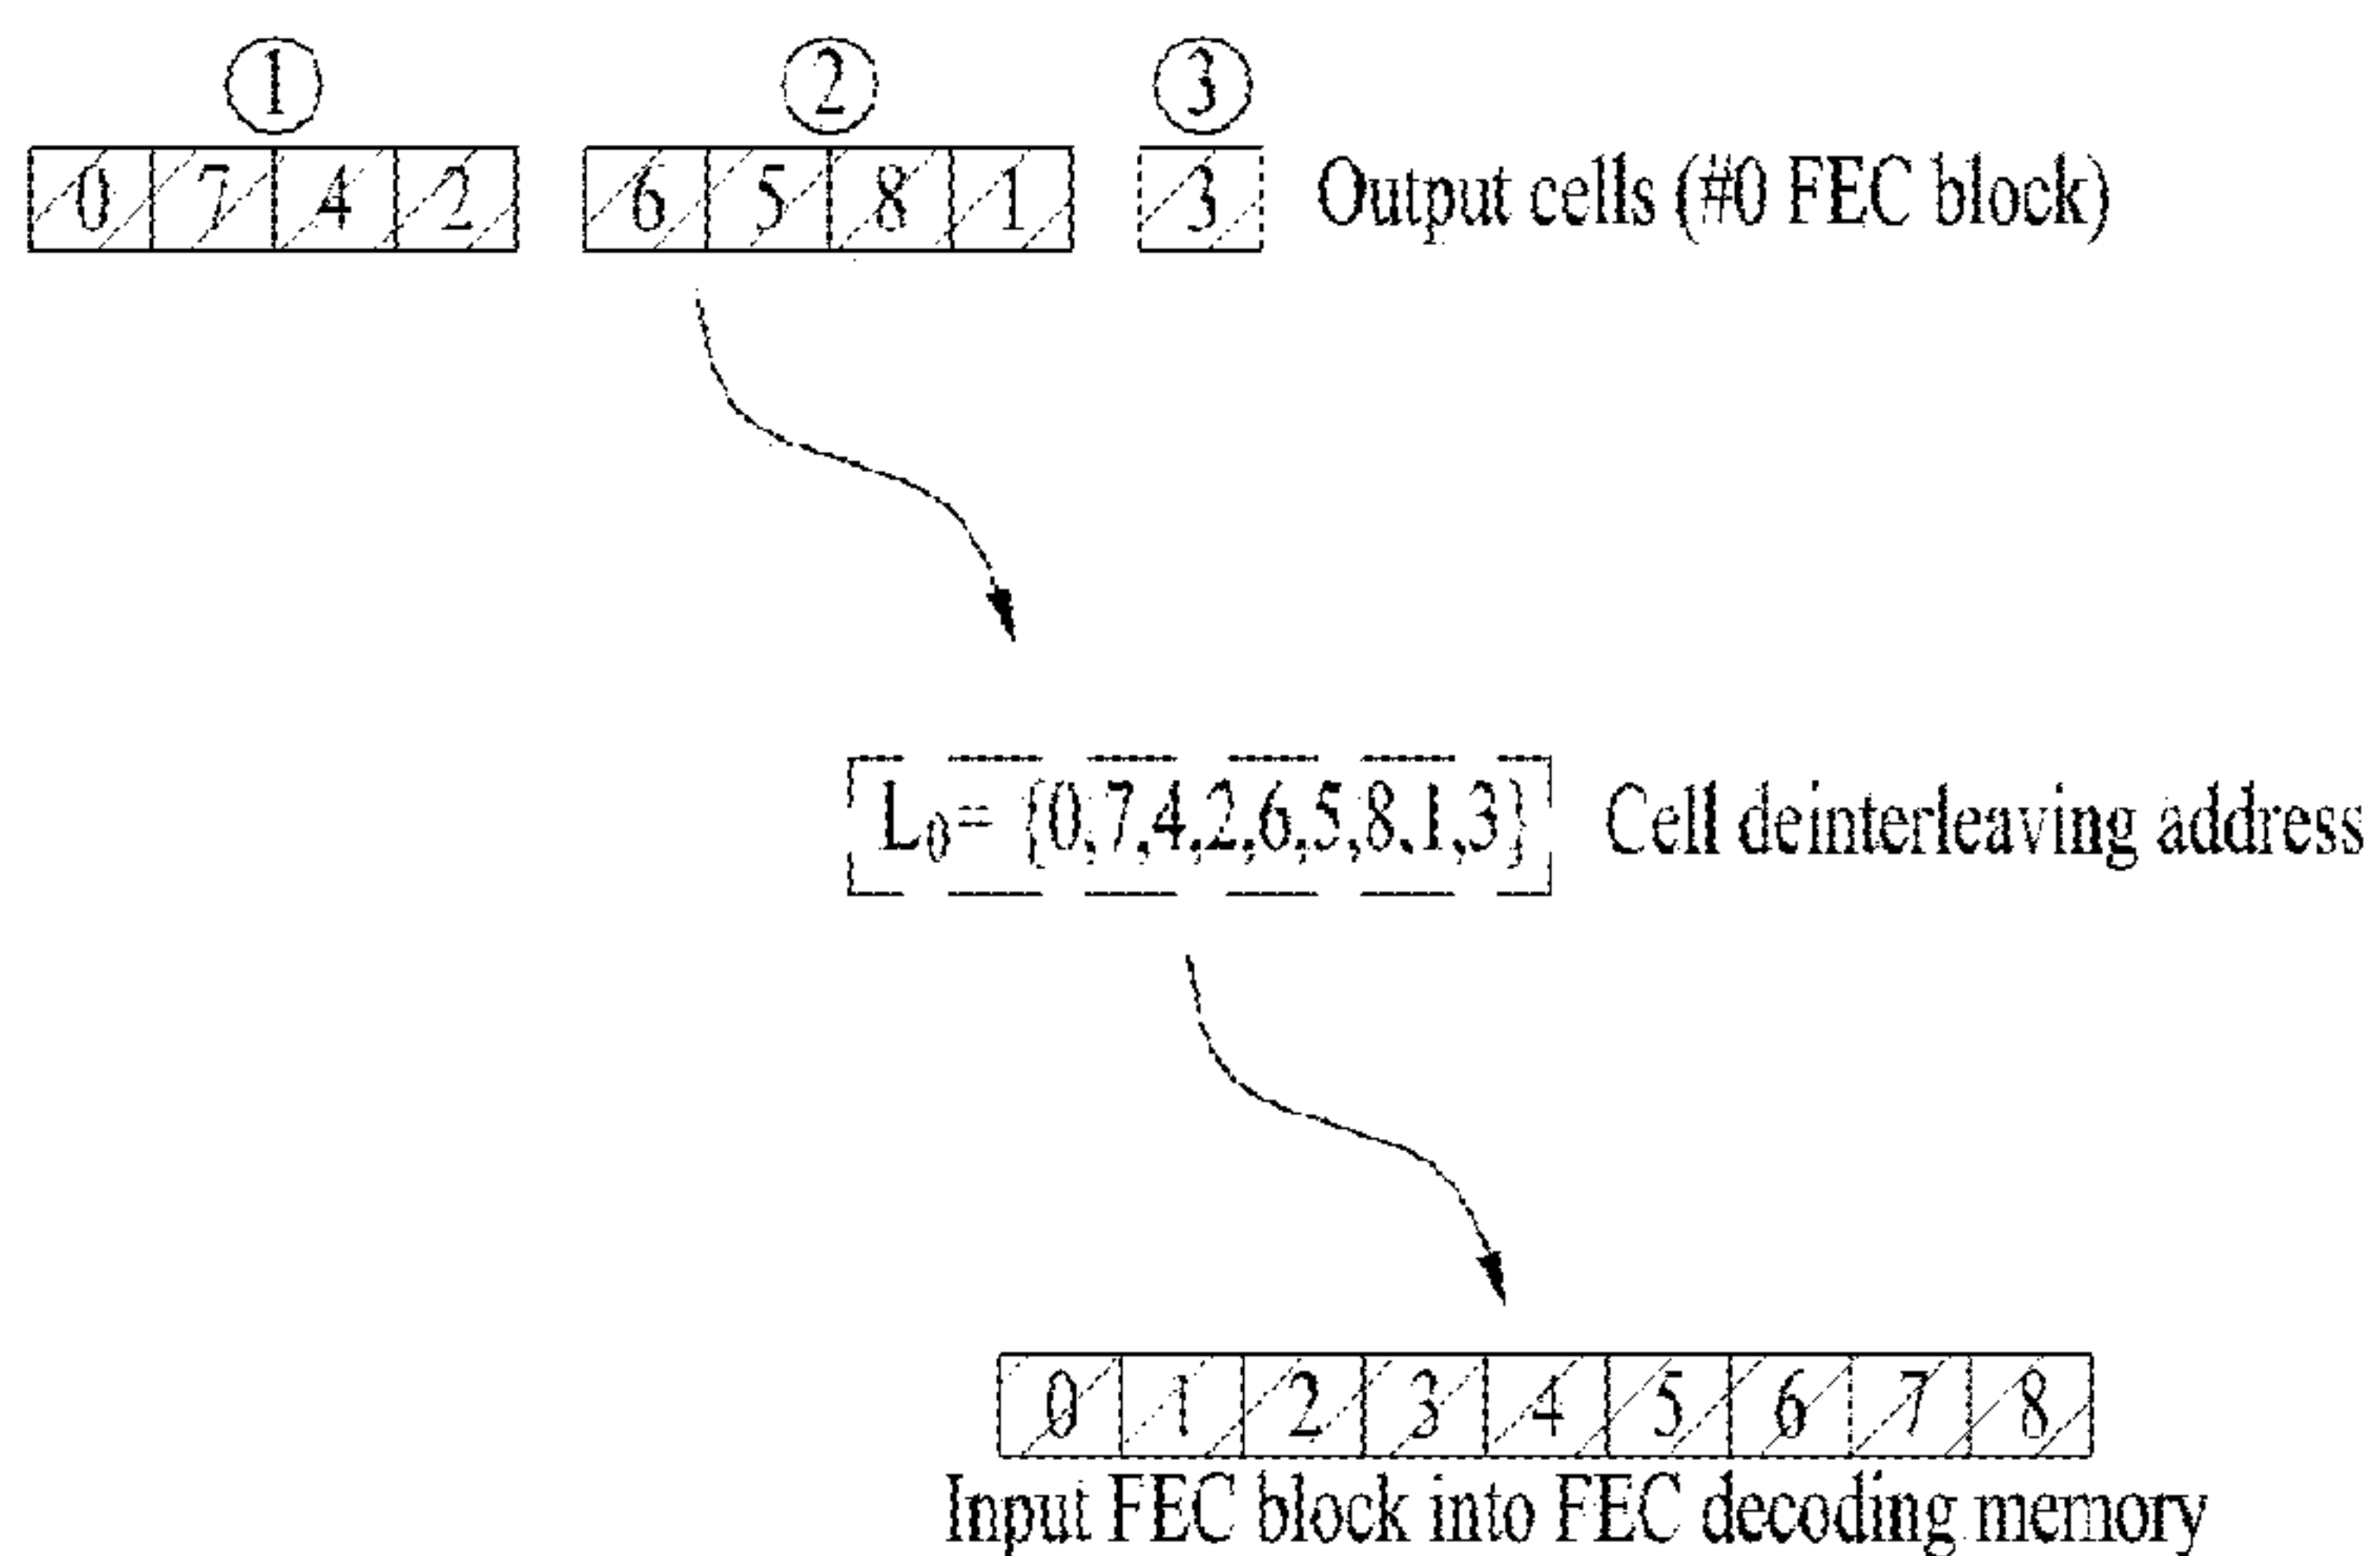 ① ② ③
0 7 4 2 6 5 8 1 3 Output cells (#0 FEC block)
L₀= {0,7,4,2,6,5,8,1,3} Cell deinterleaving address
0 1 2 3 4 5 6 7 8
Input FEC block into FEC decoding memory